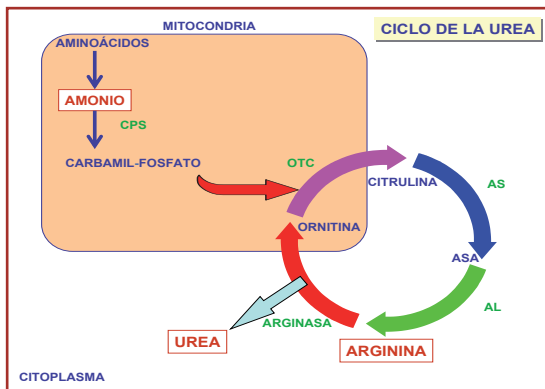 MITOCONDRIA
CICLO DE LA UREA
AMINOÁCIDOS
AMONIO
CPS
CARBAMIL-FOSFATO
OTC
CITRULINA
AS
ORNITINA
ASA
AL
ARGINASA
UREA
ARGININA
CITOPLASMA